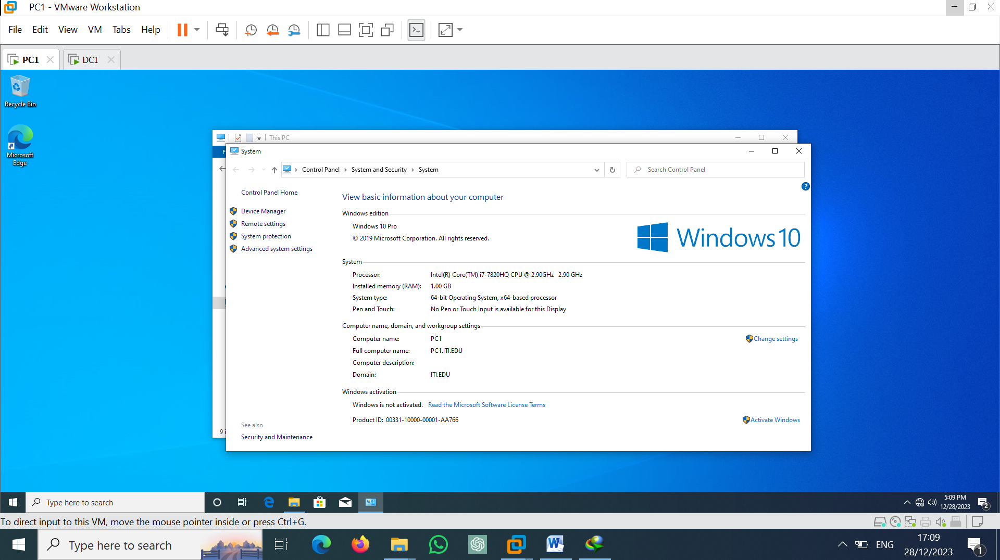 PC1 - VMware Workstation
File Edit View VM Tabs Help
PC1 DC1
Recycle Bin
Microsoft
Edge
This PC
System
Control Panel System and Security System
Search Control Panel
Control Panel Home
Device Manager
Remote settings
System protection
Advanced system settings
View basic information about your computer
Windows edition
Windows 10 Pro
© 2019 Microsoft Corporation. All rights reserved.
Windows 10
System
Processor: Intel(R) Core(TM) i7-7820HQ CPU @ 2.90GHz 2.90 GHz
Installed memory (RAM): 1.00 GB
System type: 64-bit Operating System, x64-based processor
Pen and Touch: No Pen or Touch Input is available for this Display
Computer name, domain, and workgroup settings
Computer name: PC1 Change settings
Full computer name: PC1.ITI.EDU
Computer description:
Domain: ITI.EDU
Windows activation
Windows is not activated. Read the Microsoft Software License Terms
Product ID: 00331-10000-00001-AA766 Activate Windows
See also
Security and Maintenance
9 i
Type here to search
5:09 PM
12/28/2023
2
To direct input to this VM, move the mouse pointer inside or press Ctrl+G.
Type here to search
ENG
17:09
28/12/2023
1